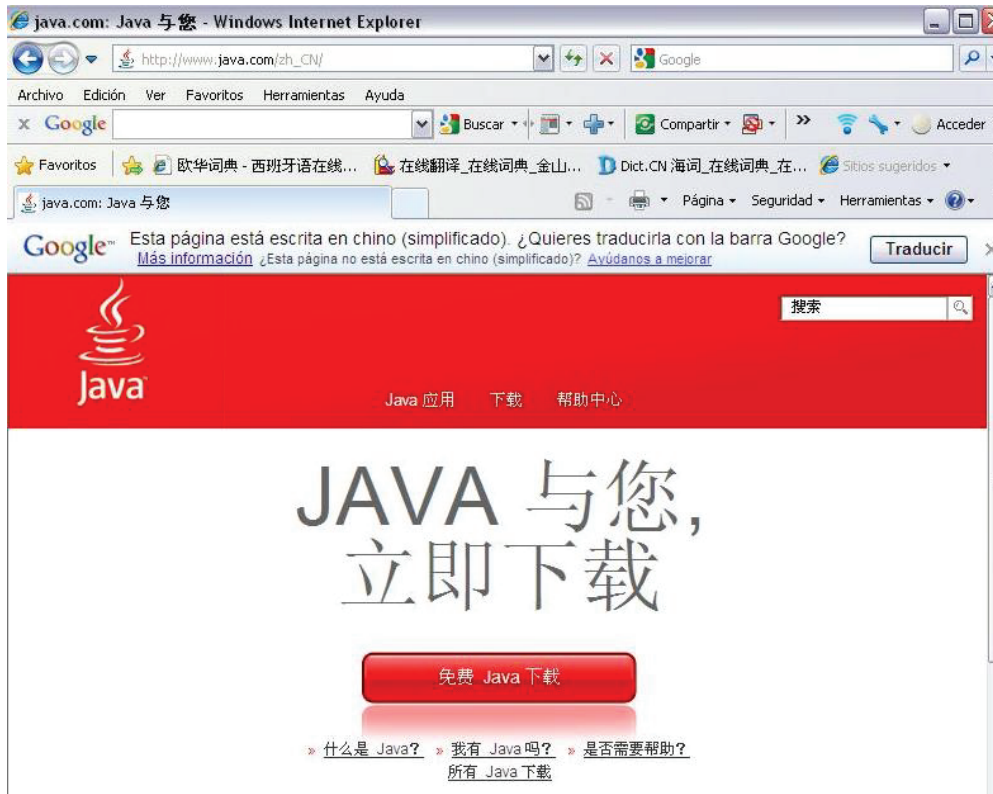 java.com: Java 与您 - Windows Internet Explorer
http://www.java.com/zh_CN/ Google
Archivo Edición Ver Favoritos Herramientas Ayuda
x Google Buscar Compartir >> Acceder
Favoritos 欧华词典 - 西班牙语在线... 在线翻译_在线词典_金山... Dict.CN 海词_在线词典_在... Sitios sugeridos
java.com: Java 与您 Página Seguridad Herramientas
Google™ Esta página está escrita en chino (simplificado). ¿Quieres traducirla con la barra Google? Traducir
Más información ¿Esta página no está escrita en chino (simplificado)? Ayúdanos a mejorar
搜索
Java
Java 应用 下载 帮助中心
JAVA 与您,
立即下载
免费 Java 下载
» 什么是 Java? » 我有 Java 吗? » 是否需要帮助?
所有 Java 下载